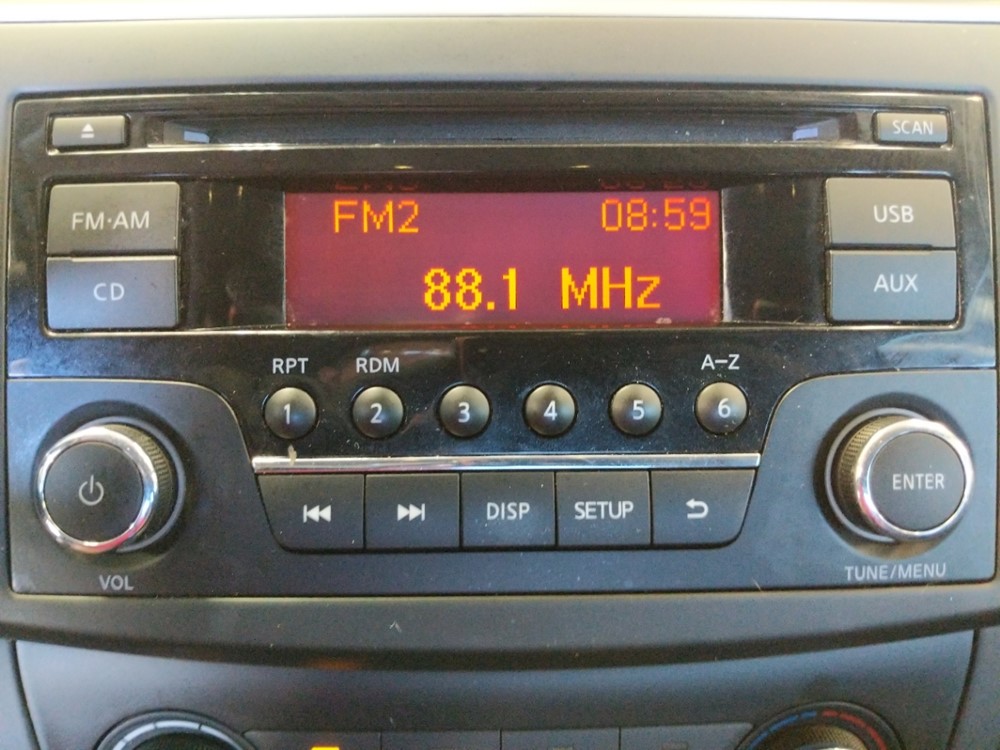 SCAN
FM·AM
FM2 08:59
USB
CD
88.1 MHz
AUX
RPT RDM A-Z
1 2 3 4 5 6
DISP SETUP
ENTER
VOL
TUNE/MENU